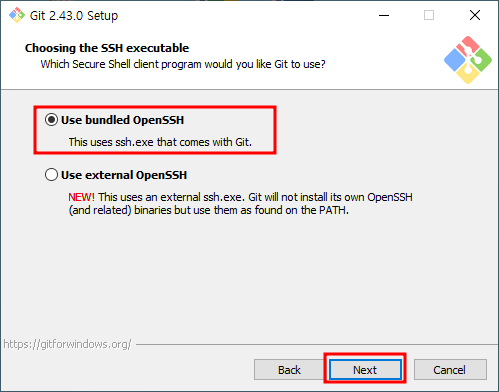 Git 2.43.0 Setup
Choosing the SSH executable
Which Secure Shell client program would you like Git to use?
Use bundled OpenSSH
This uses ssh.exe that comes with Git.
Use external OpenSSH
NEW! This uses an external ssh.exe. Git will not install its own OpenSSH
(and related) binaries but use them as found on the PATH.
https://gitforwindows.org/
Back Next Cancel